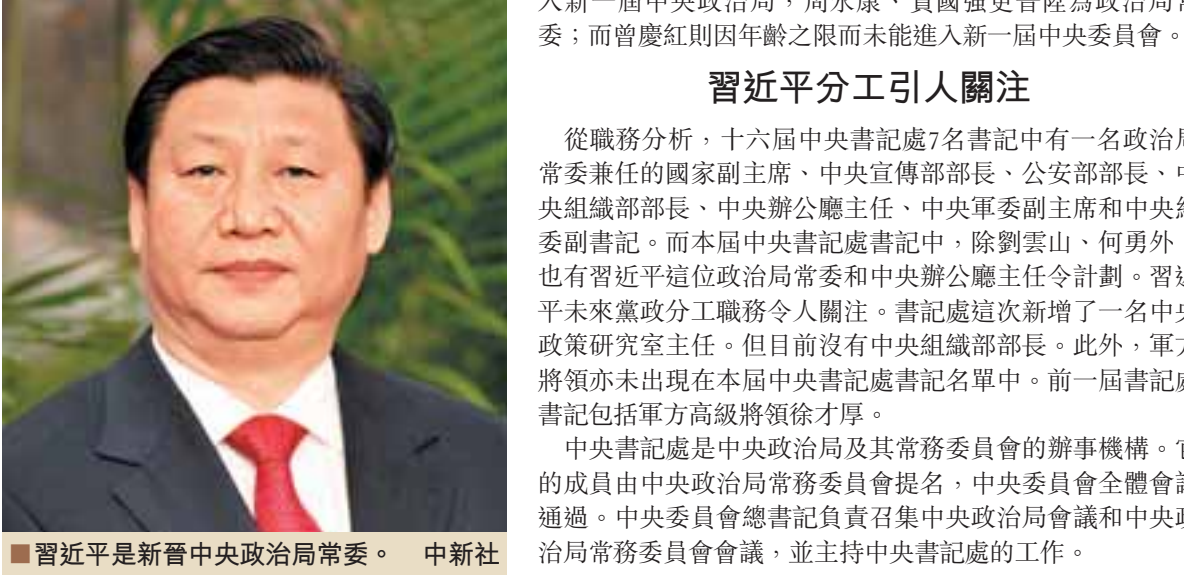 ■習近平是新晉中央政治局常委。 中新社
入新一屆中央政治局，周永康、賀國強更晉陞為政治局常
委；而曾慶紅則因年齡之限而未能進入新一屆中央委員會。
習近平分工引人關注
從職務分析，十六屆中央書記處7名書記中有一名政治局
常委兼任的國家副主席、中央宣傳部部長、公安部部長、中
央組織部部長、中央辦公廳主任、中央軍委副主席和中央紀
委副書記。而本屆中央書記處書記中，除劉雲山、何勇外，
也有習近平這位政治局常委和中央辦公廳主任令計劃。習近
平未來黨政分工職務令人關注。書記處這次新增了一名中央
政策研究室主任。但目前沒有中央組織部部長。此外，軍方
將領亦未出現在本屆中央書記處書記名單中。前一屆書記處
書記包括軍方高級將領徐才厚。
中央書記處是中央政治局及其常務委員會的辦事機構。它
的成員由中央政治局常務委員會提名，中央委員會全體會議
通過。中央委員會總書記負責召集中央政治局會議和中央政
治局常務委員會會議，並主持中央書記處的工作。